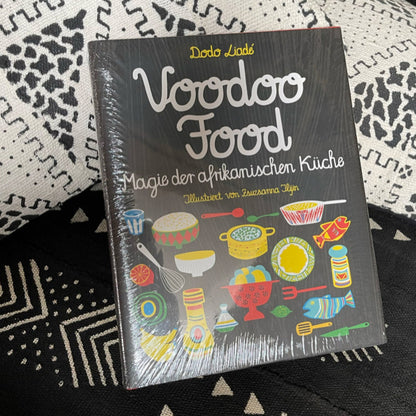 Dodo Liadé
Voodoo
Food
Magie der afrikanischen Küche
Illustriert von Zsuzsanna Ilijin